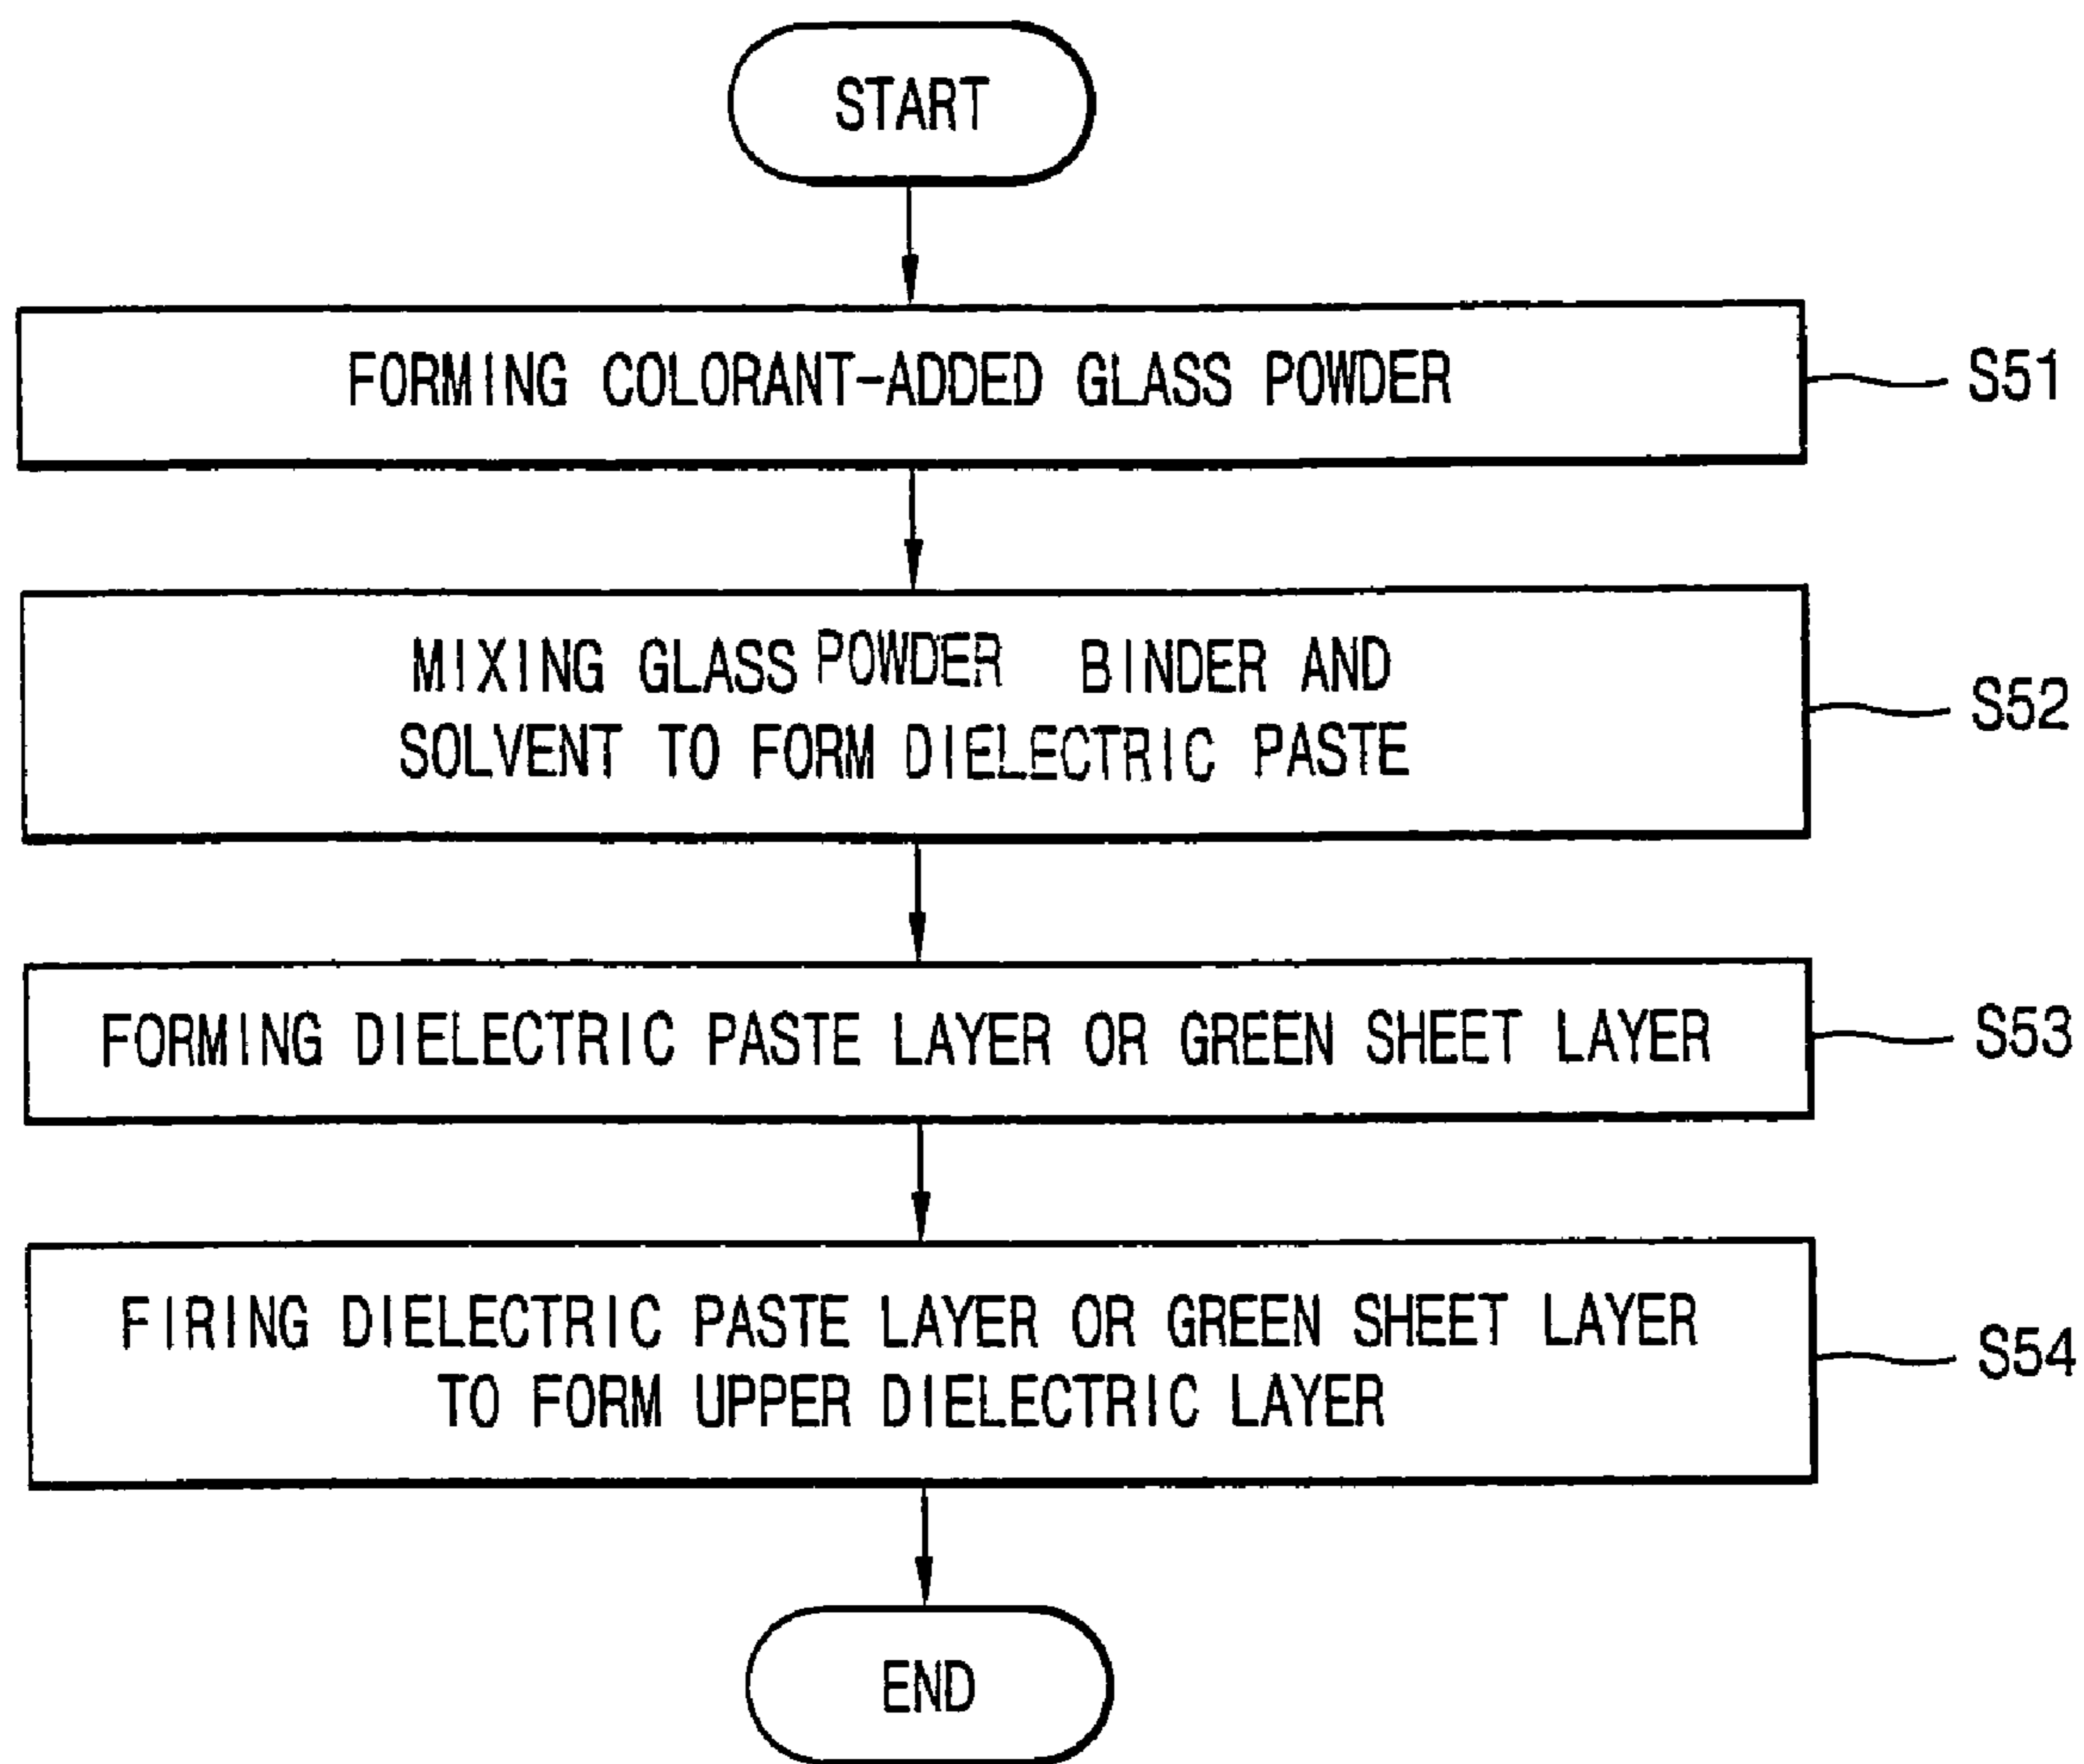 START
FORMING COLORANT-ADDED GLASS POWDER
S51
MIXING GLASS POWDER BINDER AND
SOLVENT TO FORM DIELECTRIC PASTE
S52
FORMING DIELECTRIC PASTE LAYER OR GREEN SHEET LAYER
S53
FIRING DIELECTRIC PASTE LAYER OR GREEN SHEET LAYER
TO FORM UPPER DIELECTRIC LAYER
S54
END